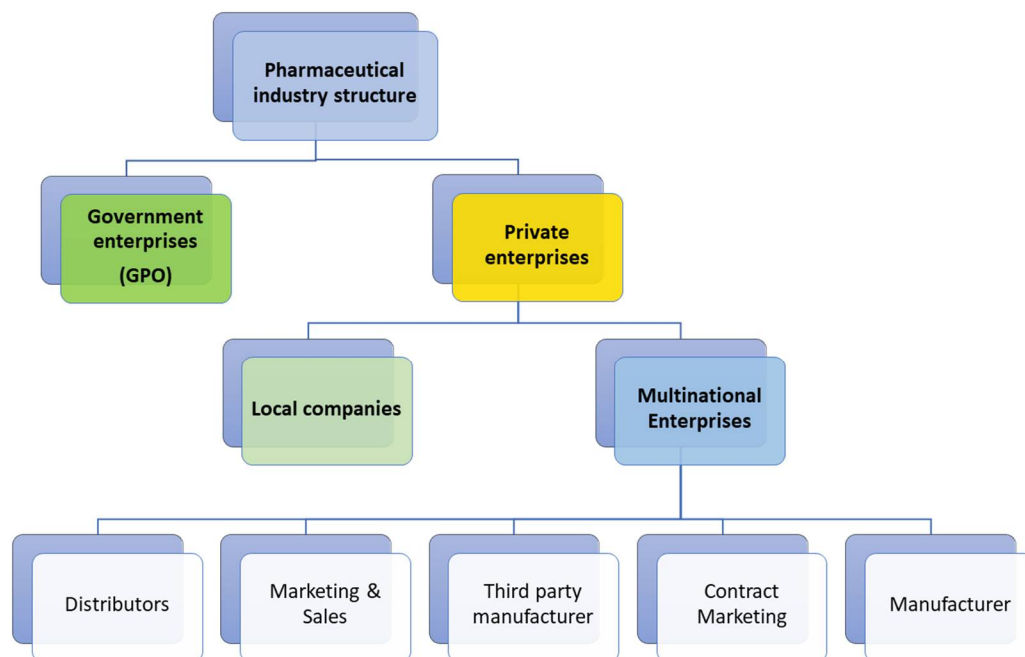 Pharmaceutical
industry structure
Government
enterprises
(GPO)
Private
enterprises
Local companies
Multinational
Enterprises
Distributors
Marketing &
Sales
Third party
manufacturer
Contract
Marketing
Manufacturer